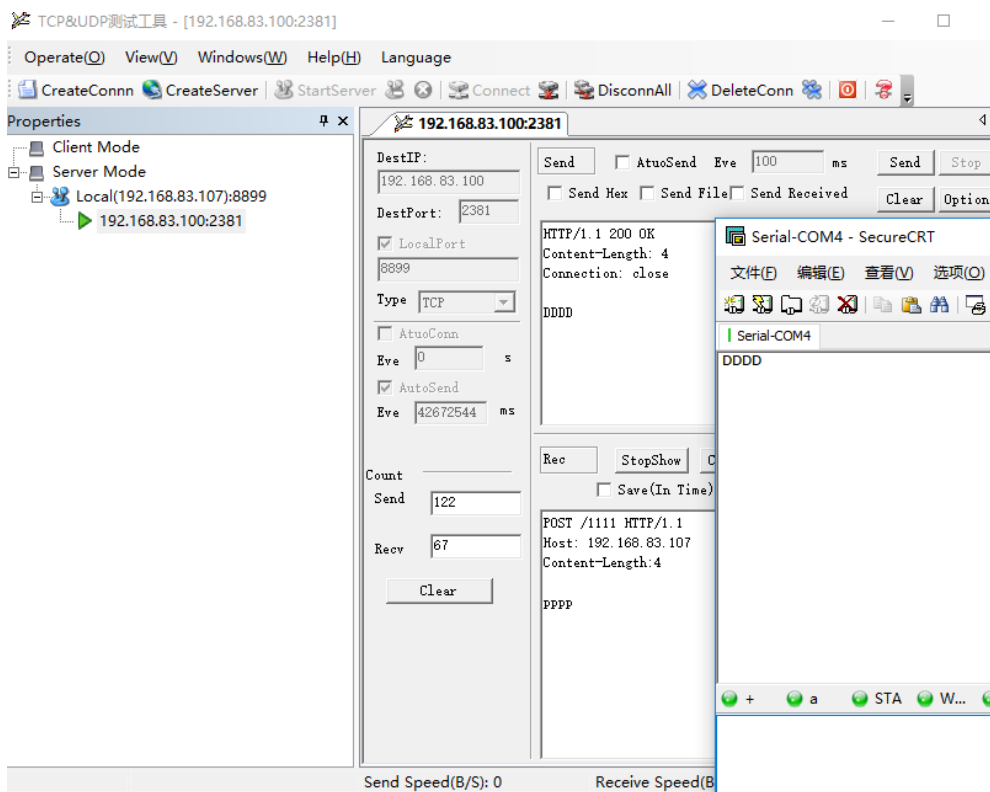 TCP&UDP测试工具 - [192.168.83.100:2381]
Operate(O) View(V) Windows(W) Help(H) Language
CreateConnn CreateServer StartServer Connect DisconnAll DeleteConn
Properties
Client Mode
Server Mode
Local(192.168.83.107):8899
192.168.83.100:2381
192.168.83.100:2381
DestIP:
192.168.83.100
DestPort: 2381
LocalPort
8899
Type TCP
AtuoConn
Eve 0 s
AutoSend
Eve 42672544 ms
Count
Send 122
Recv 67
Clear
Send AtuoSend Eve 100 ms Send Stop
Send Hex Send File Send Received Clear Option
HTTP/1.1 200 OK
Content-Length: 4
Connection: close
DDDD
Rec StopShow C
Save(In Time)
POST /1111 HTTP/1.1
Host: 192.168.83.107
Content-Length:4
PPPP
Send Speed(B/S): 0 Receive Speed(B
Serial-COM4 - SecureCRT
文件(F) 编辑(E) 查看(V) 选项(O)
Serial-COM4
DDDD
+ a STA W...